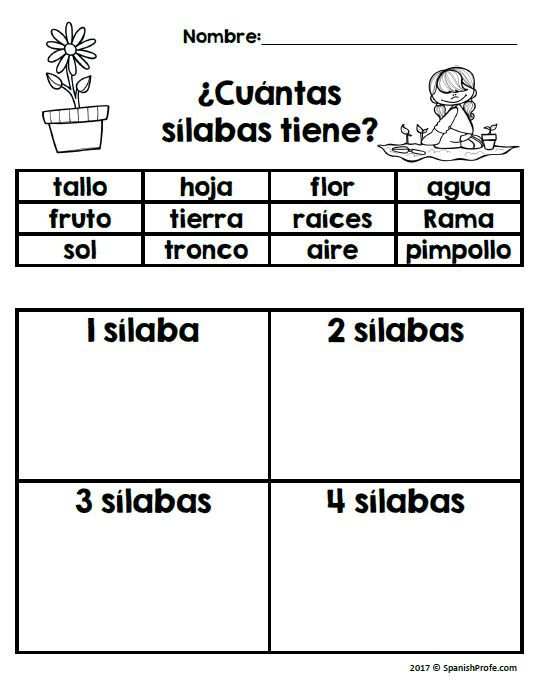 Nombre:
¿Cuántas
sílabas tiene?
tallo hoja flor agua
fruto tierra raíces Rama
sol tronco aire pimpollo
1 sílaba 2 sílabas
3 sílabas 4 sílabas
2017 © SpanishProfe.com